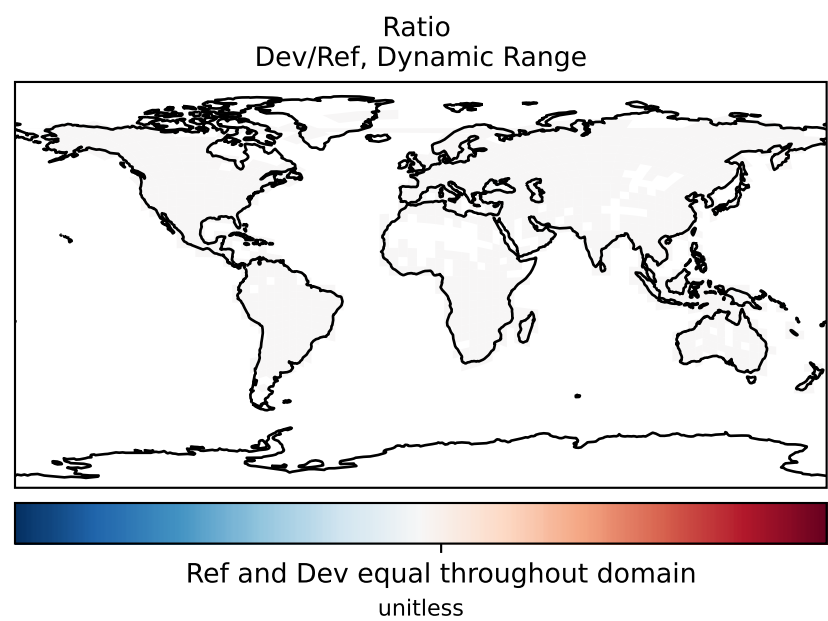 Ratio
Dev/Ref, Dynamic Range
Ref and Dev equal throughout domain
unitless